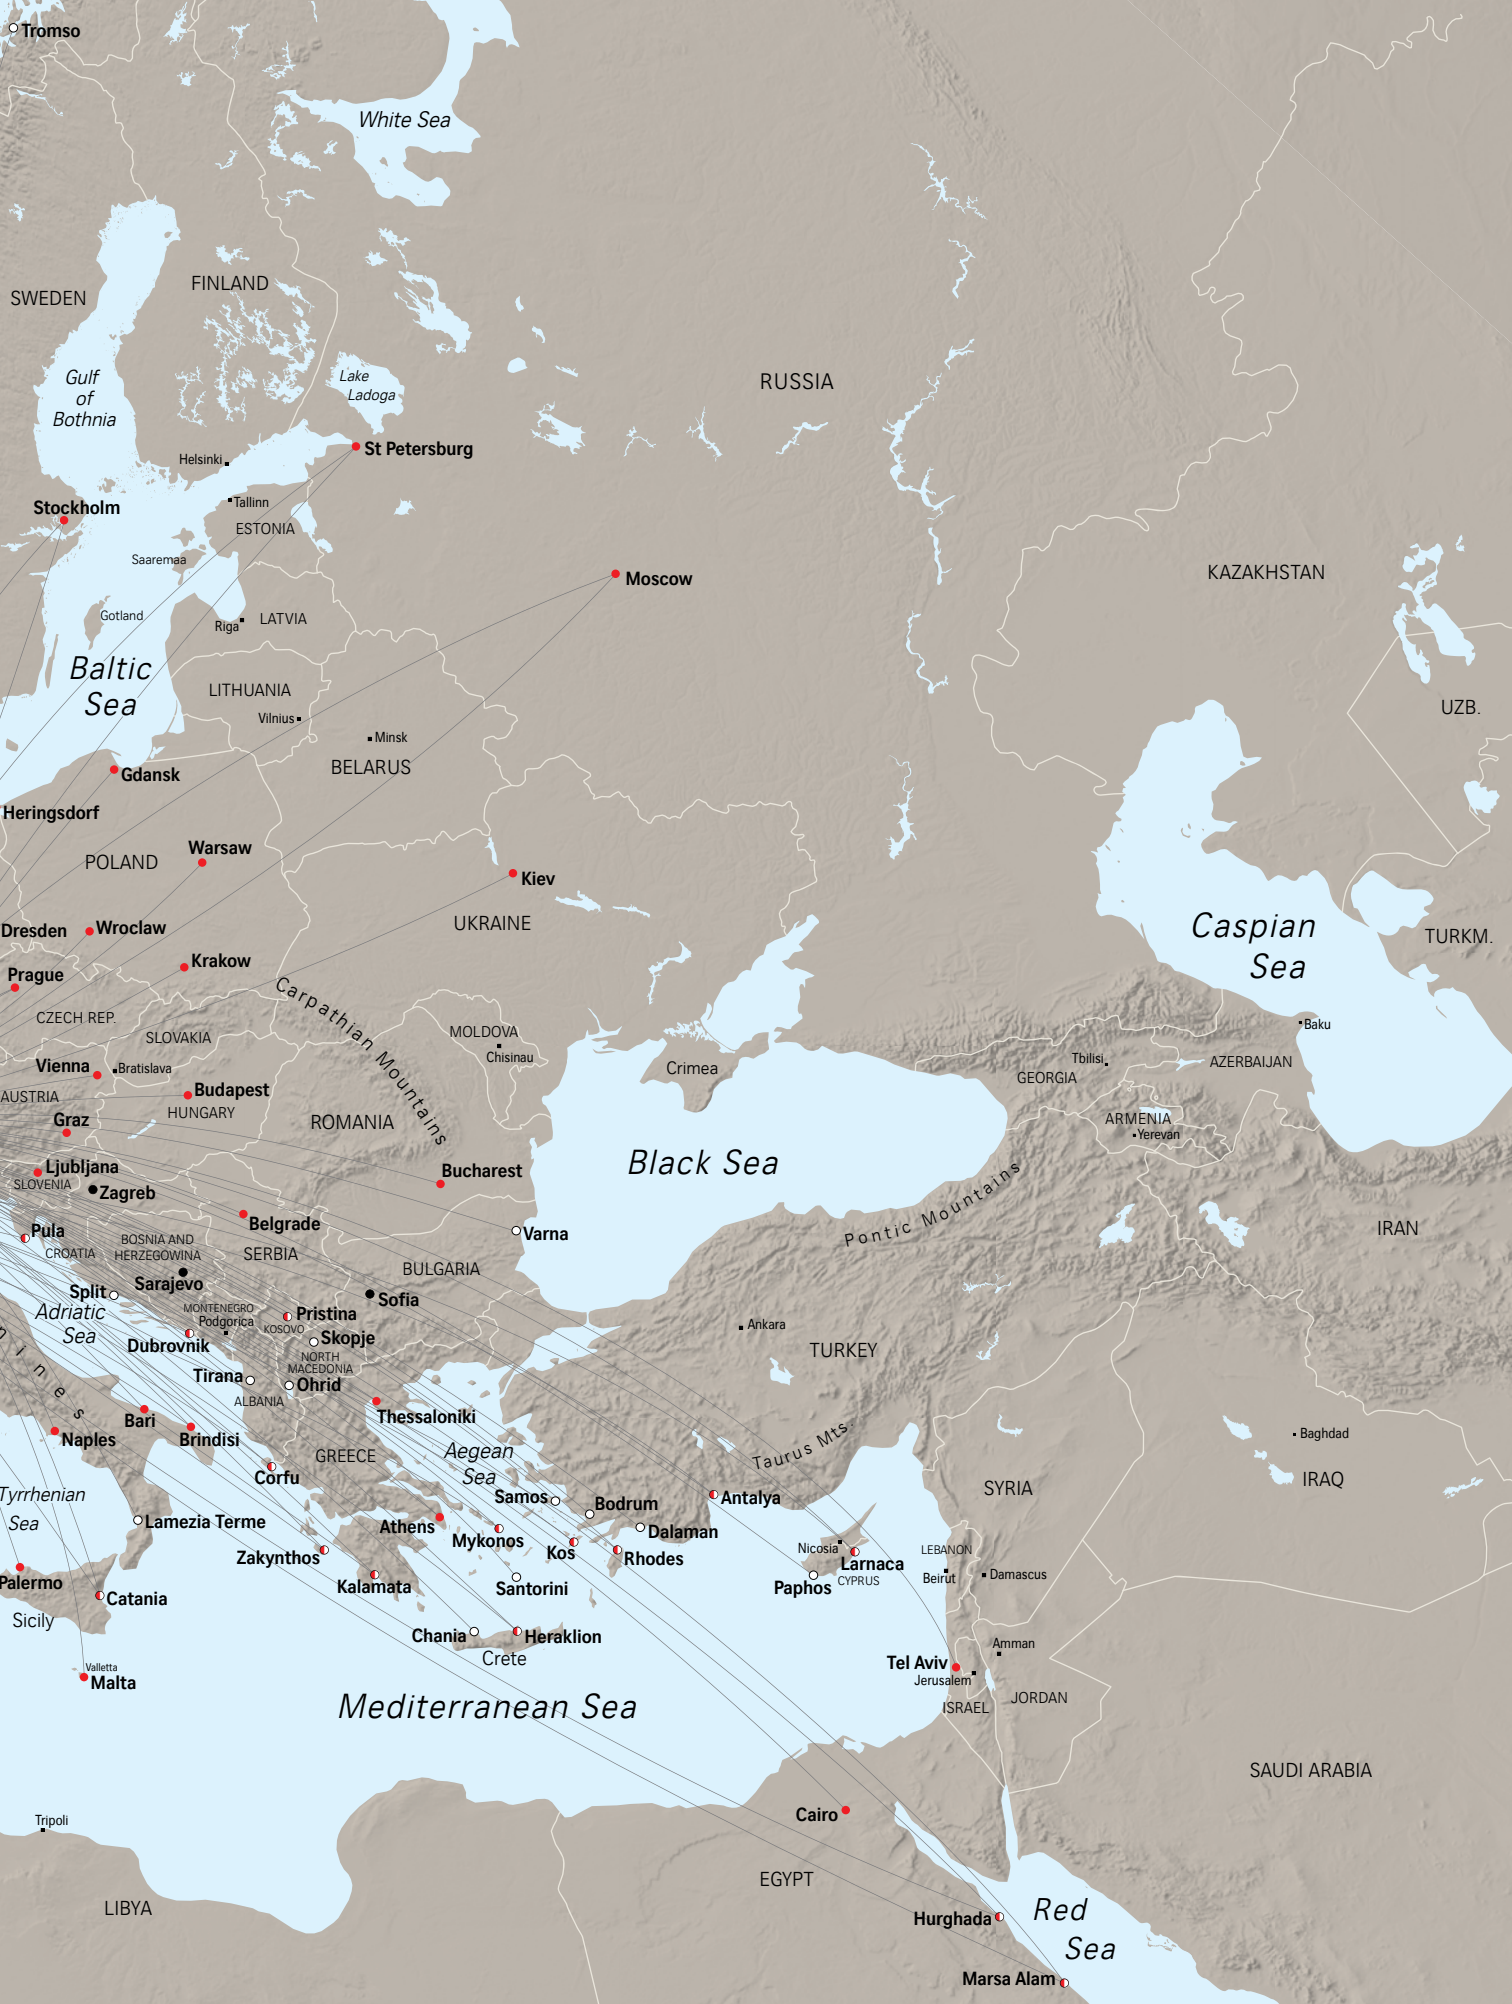 Tromso
White Sea
FINLAND
SWEDEN
Gulf
of
Bothnia
Lake
Ladoga
RUSSIA
St Petersburg
Helsinki
Tallinn
Stockholm
ESTONIA
Saaremaa
Moscow
KAZAKHSTAN
Gotland
Riga
LATVIA
Baltic
Sea
LITHUANIA
Vilnius
Minsk
BELARUS
UZB.
Gdansk
Heringsdorf
Warsaw
POLAND
Kiev
UKRAINE
Dresden
Wroclaw
Caspian
Sea
TURKM.
Krakow
Prague
Carpathian Mountains
CZECH REP.
SLOVAKIA
MOLDOVA
Chisinau
Baku
Vienna
Bratislava
Crimea
Tbilisi
GEORGIA
AZERBAIJAN
AUSTRIA
Budapest
HUNGARY
Graz
ROMANIA
ARMENIA
Yerevan
Black Sea
Ljubljana
SLOVENIA
Zagreb
Bucharest
Pontic Mountains
Belgrade
Pula
CROATIA
BOSNIA AND
HERZEGOWINA
SERBIA
Varna
IRAN
BULGARIA
Sarajevo
Split
Sofia
Adriatic
Sea
MONTENEGRO
Podgorica
Pristina
KOSOVO
Skopje
Ankara
Dubrovnik
NORTH
MACEDONIA
TURKEY
Tirana
Ohrid
ALBANIA
nines
Bari
Thessaloniki
Naples
Brindisi
Taurus Mts.
Baghdad
GREECE
Aegean
Sea
Corfu
IRAQ
SYRIA
Tyrrhenian
Sea
Samos
Bodrum
Antalya
Lamezia Terme
Athens
Mykonos
Dalaman
Zakynthos
Kos
Rhodes
Nicosia
Larnaca
LEBANON
Palermo
Kalamata
Santorini
Paphos
CYPRUS
Beirut
Damascus
Catania
Sicily
Chania
Heraklion
Crete
Amman
Valletta
Malta
Tel Aviv
Jerusalem
ISRAEL
JORDAN
Mediterranean Sea
SAUDI ARABIA
Tripoli
Cairo
EGYPT
LIBYA
Hurghada
Red
Sea
Marsa Alam